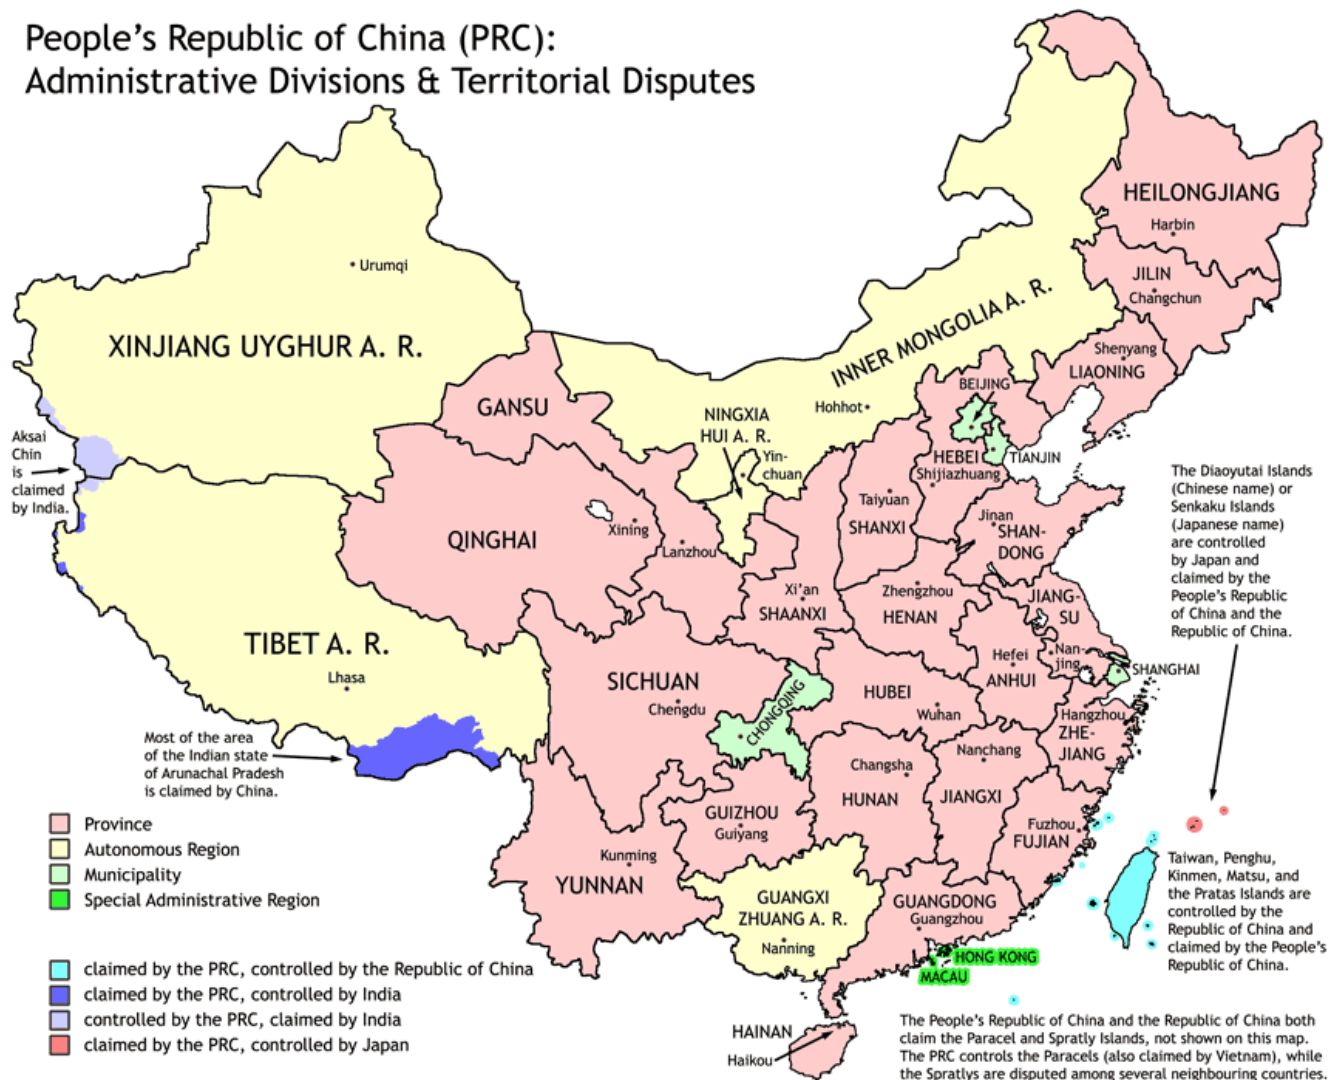 People's Republic of China (PRC):
Administrative Divisions & Territorial Disputes
HEILONGJIANG
Harbin
JILIN
Changchun
Urumqi
XINJIANG UYGHUR A. R.
INNER MONGOLIA A. R.
Hohhot
Shenyang
LIAONING
BEIJING
GANSU
NINGXIA
HUI A. R.
Yin-
chuan
HEBEI
Shijiazhuang
TIANJIN
Aksai
Chin
is
claimed
by India.
Taiyuan
SHANXI
Jinan
SHAN-
DONG
The Diaoyutai Islands
(Chinese name) or
Senkaku Islands
(Japanese name)
are controlled
by Japan and
claimed by the
People's Republic
of China and the
Republic of China.
QINGHAI
Xining
Lanzhou
Xi'an
SHAANXI
Zhengzhou
HENAN
JIANG-
SU
TIBET A. R.
Lhasa
SICHUAN
Chengdu
CHONGQING
HUBEI
Wuhan
Hefei
ANHUI
Nan-
jing
SHANGHAI
Hangzhou
ZHE-
JIANG
Most of the area
of the Indian state
of Arunachal Pradesh
is claimed by China.
Changsha
HUNAN
Nanchang
JIANGXI
GUIZHOU
Guiyang
Fuzhou
FUJIAN
Kunming
YUNNAN
GUANGXI
ZHUANG A. R.
Nanning
GUANGDONG
Guangzhou
HONG KONG
MACAU
Taiwan, Penghu,
Kinmen, Matsu, and
the Pratas Islands are
controlled by the
Republic of China and
claimed by the People's
Republic of China.
Province
Autonomous Region
Municipality
Special Administrative Region
claimed by the PRC, controlled by the Republic of China
claimed by the PRC, controlled by India
controlled by the PRC, claimed by India
claimed by the PRC, controlled by Japan
HAINAN
Haikou
The People's Republic of China and the Republic of China both
claim the Paracel and Spratly Islands, not shown on this map.
The PRC controls the Paracels (also claimed by Vietnam), while
the Spratlys are disputed among several neighbouring countries.